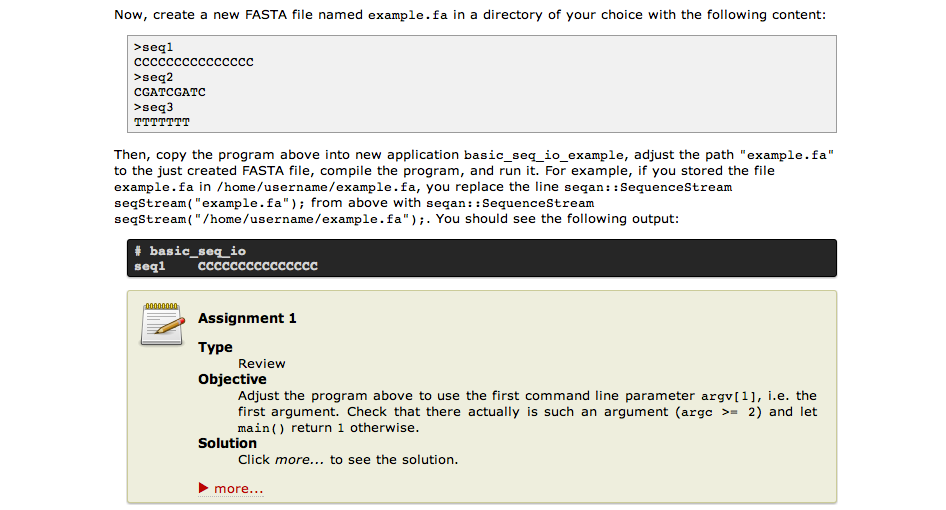 Now, create a new FASTA file named example.fa in a directory of your choice with the following content:
>seq1
CCCCCCCCCCCCCCC
>seq2
CGATCGATC
>seq3
TTTTTTT
Then, copy the program above into new application basic_seq_io_example, adjust the path "example.fa"
to the just created FASTA file, compile the program, and run it. For example, if you stored the file
example.fa in /home/username/example.fa, you replace the line seqan::SequenceStream
seqStream("example.fa"); from above with seqan::SequenceStream
seqStream("/home/username/example.fa");. You should see the following output:
# basic_seq_io
seq1    CCCCCCCCCCCCCCC
Assignment 1
Type
Review
Objective
Adjust the program above to use the first command line parameter argv[1], i.e. the
first argument. Check that there actually is such an argument (argc >= 2) and let
main() return 1 otherwise.
Solution
Click more... to see the solution.
▶ more...